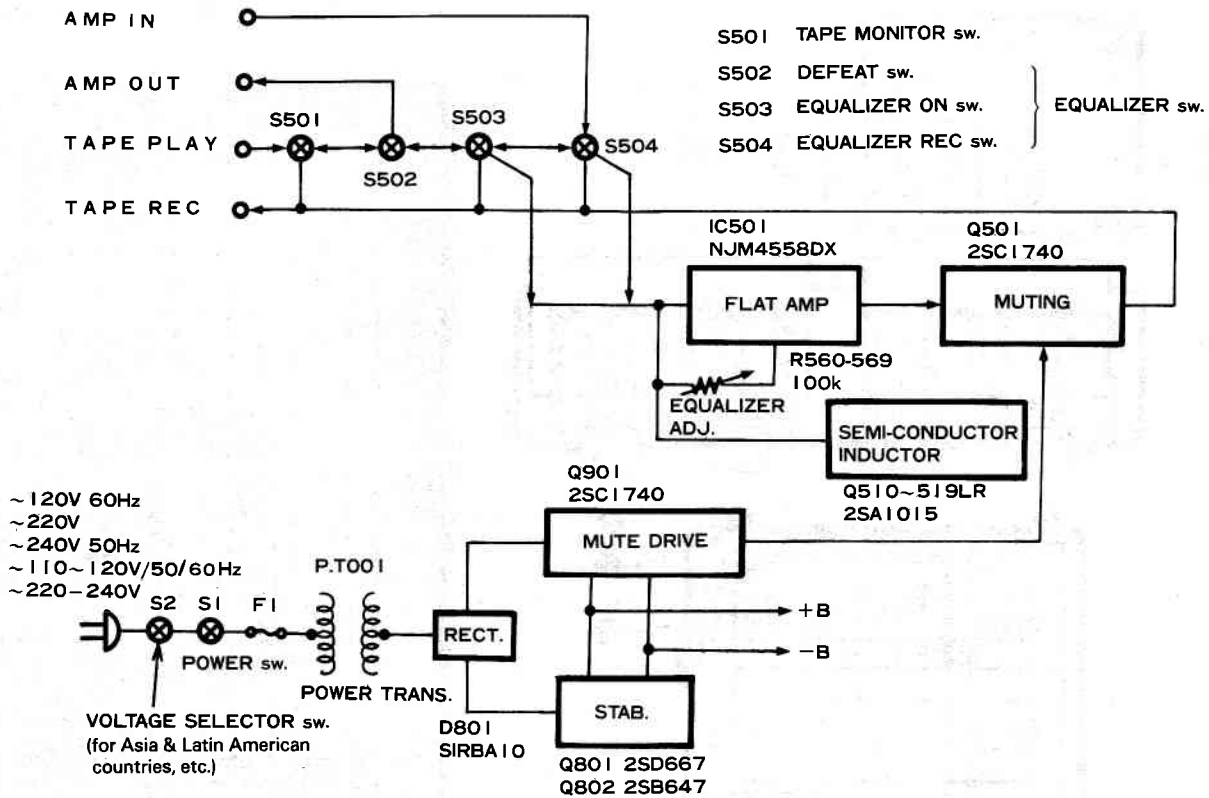 AMP IN
AMP OUT
TAPE PLAY
TAPE REC
S501
S502
S503
S504
S501 TAPE MONITOR sw.
S502 DEFEAT sw.
S503 EQUALIZER ON sw.
S504 EQUALIZER REC sw.
EQUALIZER sw.
IC501
NJM4558DX
FLAT AMP
Q501
2SC1740
MUTING
R560-569
100k
EQUALIZER
ADJ.
SEMI-CONDUCTOR
INDUCTOR
Q510~519LR
2SA1015
Q901
2SC1740
MUTE DRIVE
~120V 60Hz
~220V
~240V 50Hz
~110~120V/50/60Hz
~220-240V
S2
S1
F1
P.T001
POWER sw.
POWER TRANS.
RECT.
+B
-B
STAB.
VOLTAGE SELECTOR sw.
(for Asia & Latin American
countries, etc.)
D801
SIRBA10
Q801 2SD667
Q802 2SB647